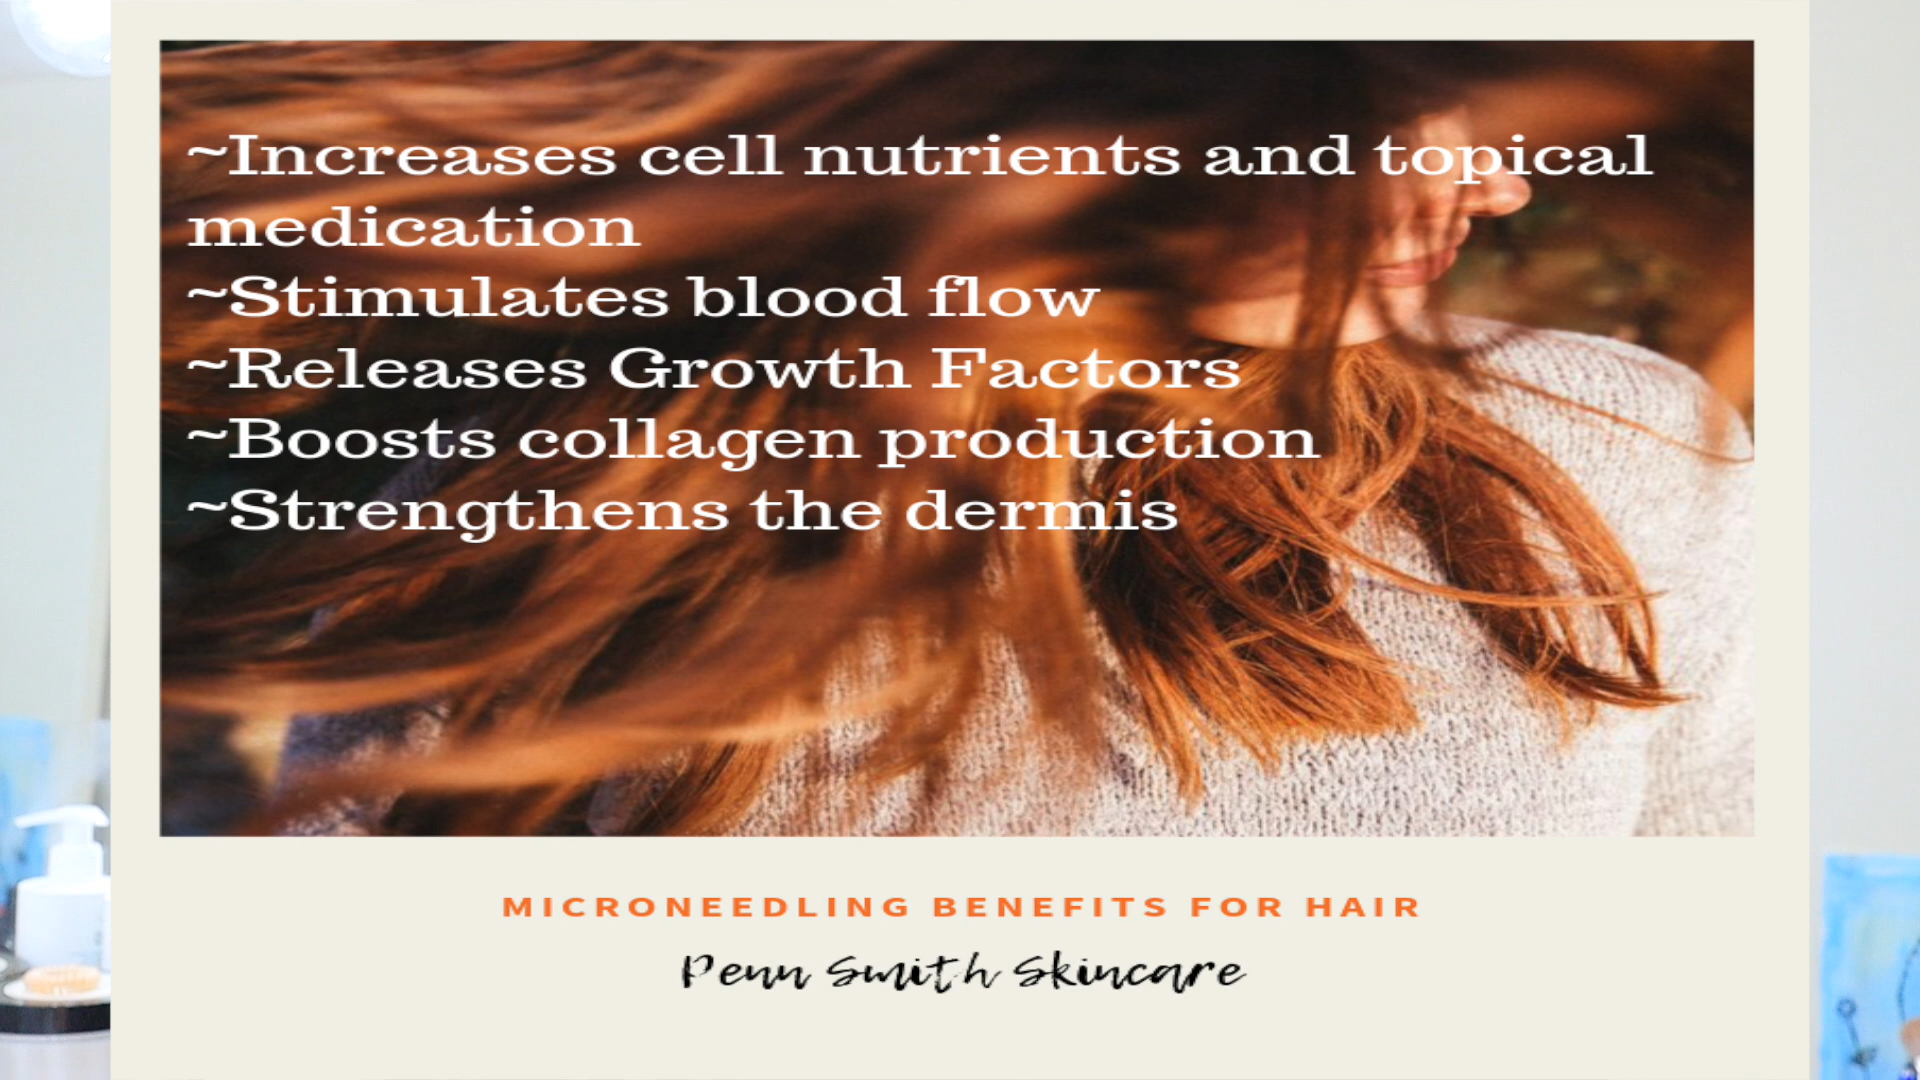 ~Increases cell nutrients and topical
medication
~Stimulates blood flow
~Releases Growth Factors
~Boosts collagen production
~Strengthens the dermis
MICRONEEDLING BENEFITS FOR HAIR
Penn Smith Skincare